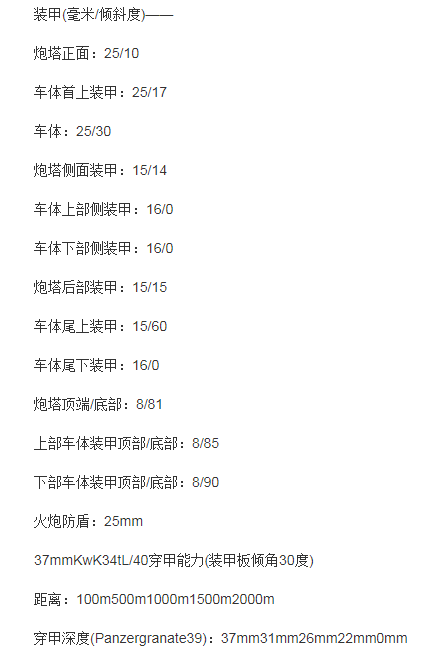 装甲(毫米/倾斜度)——
炮塔正面：25/10
车体首上装甲：25/17
车体：25/30
炮塔侧面装甲：15/14
车体上部侧装甲：16/0
车体下部侧装甲：16/0
炮塔后部装甲：15/15
车体尾上装甲：15/60
车体尾下装甲：16/0
炮塔顶端/底部：8/81
上部车体装甲顶部/底部：8/85
下部车体装甲顶部/底部：8/90
火炮防盾：25mm
37mmKwK34tL/40穿甲能力(装甲板倾角30度)
距离：100m500m1000m1500m2000m
穿甲深度(Panzergranate39)：37mm31mm26mm22mm0mm